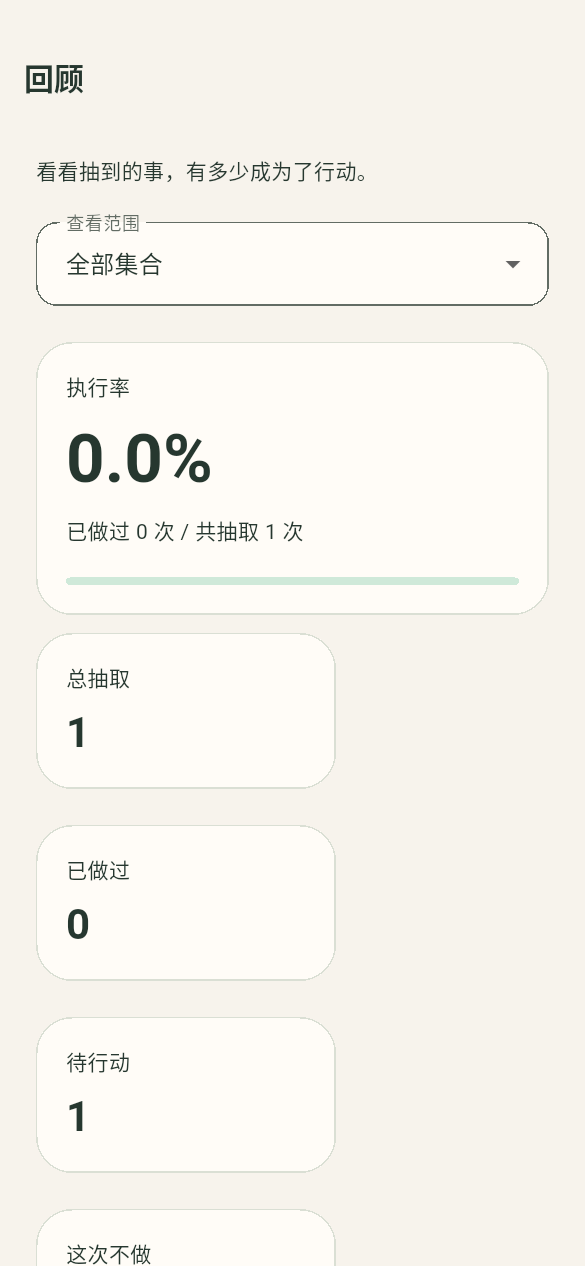 回顾
看看抽到的事，有多少成为了行动。
查看范围
全部集合
执行率
0.0%
已做过 0 次 / 共抽取 1 次
总抽取
1
已做过
0
待行动
1
这次不做